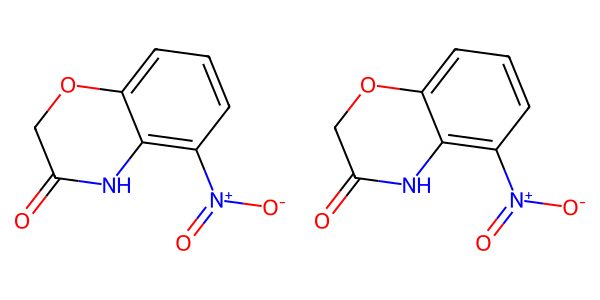 O O
NH NH
N+ O- N+ O-
O O O O